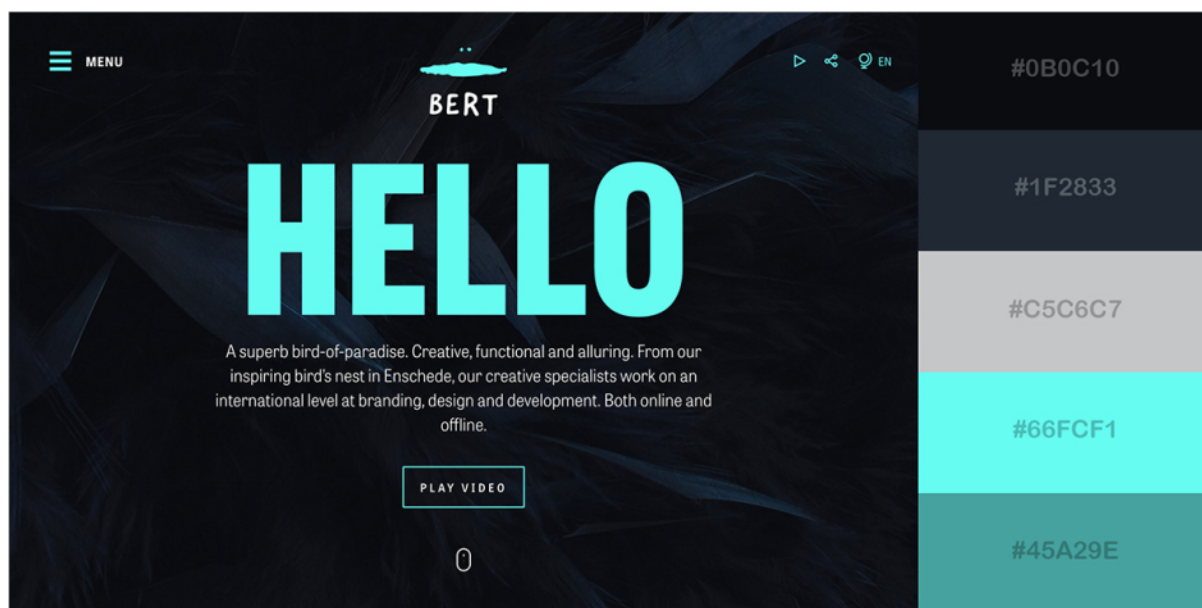 MENU
BERT
EN
HELLO
A superb bird-of-paradise. Creative, functional and alluring. From our
inspiring bird's nest in Enschede, our creative specialists work on an
international level at branding, design and development. Both online and
offline.
PLAY VIDEO
#0B0C10
#1F2833
#C5C6C7
#66FCF1
#45A29E